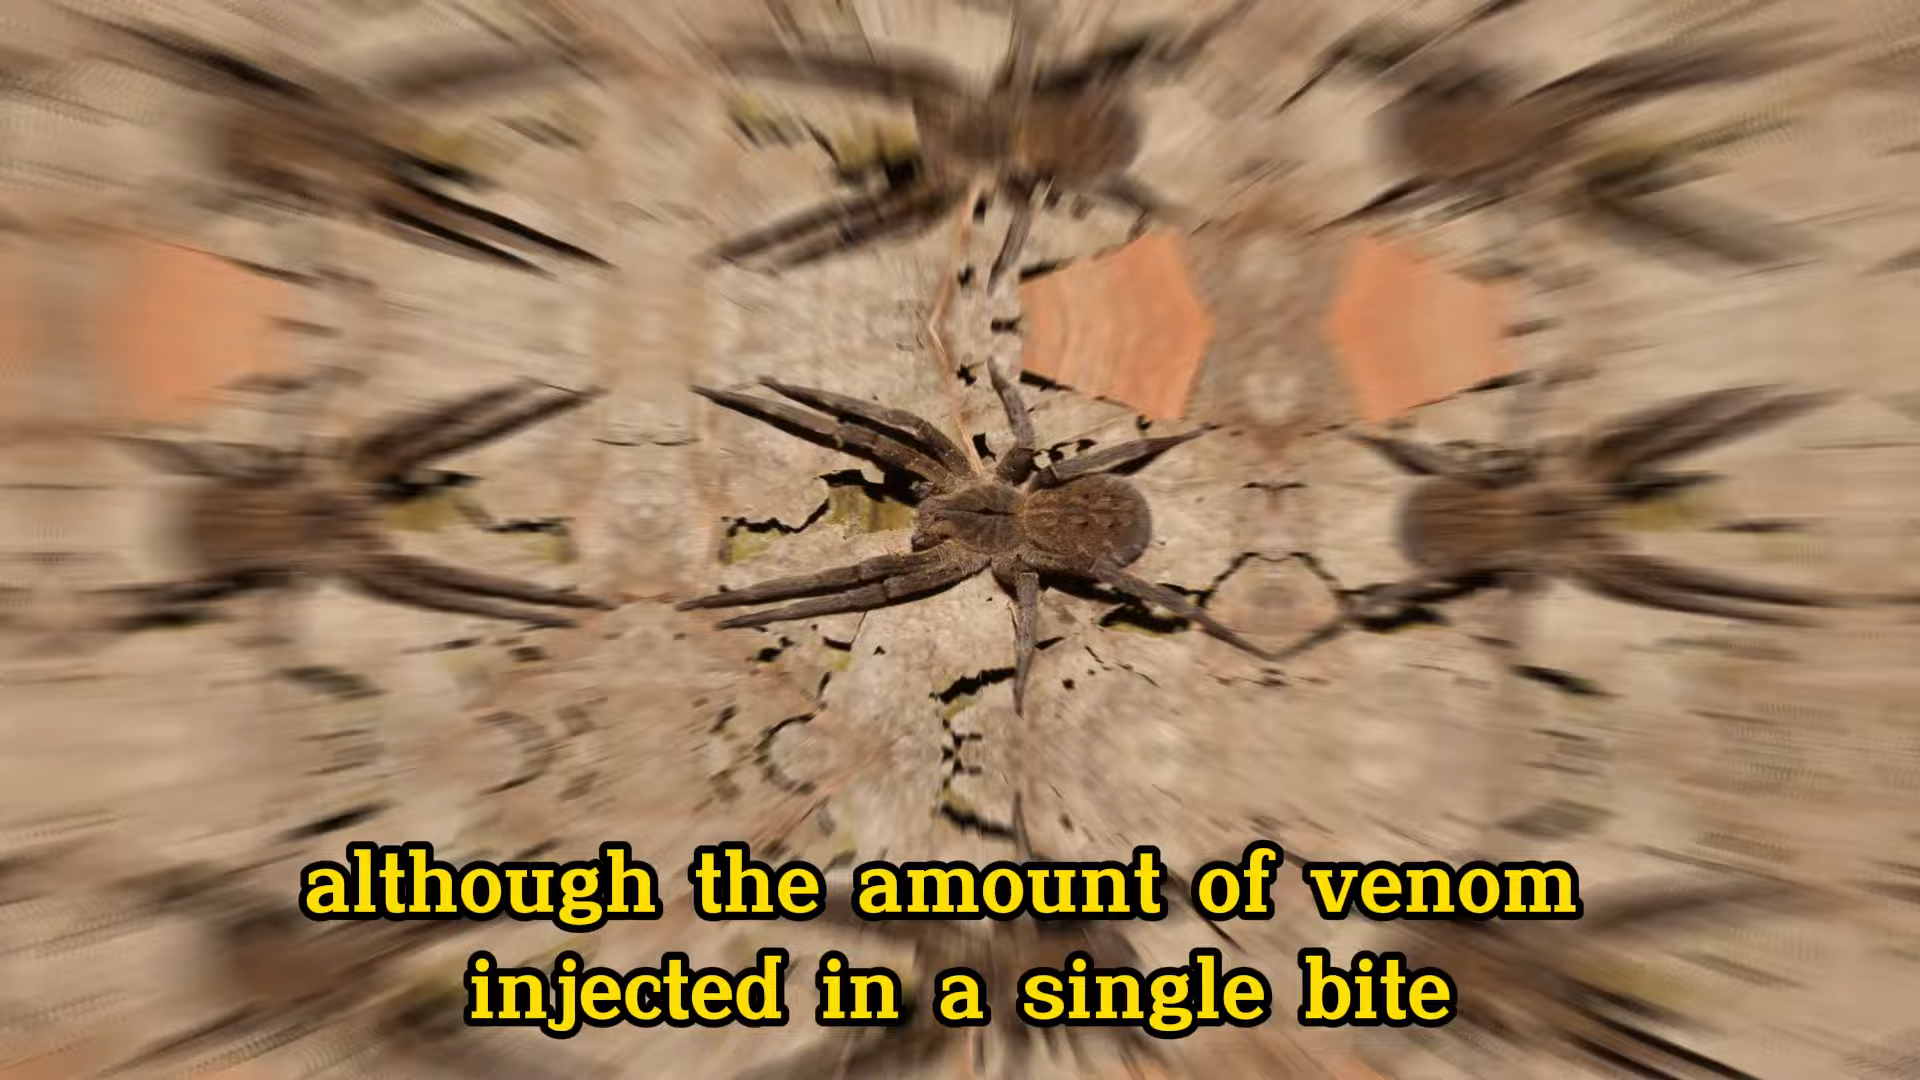 although the amount of venom
injected in a single bite